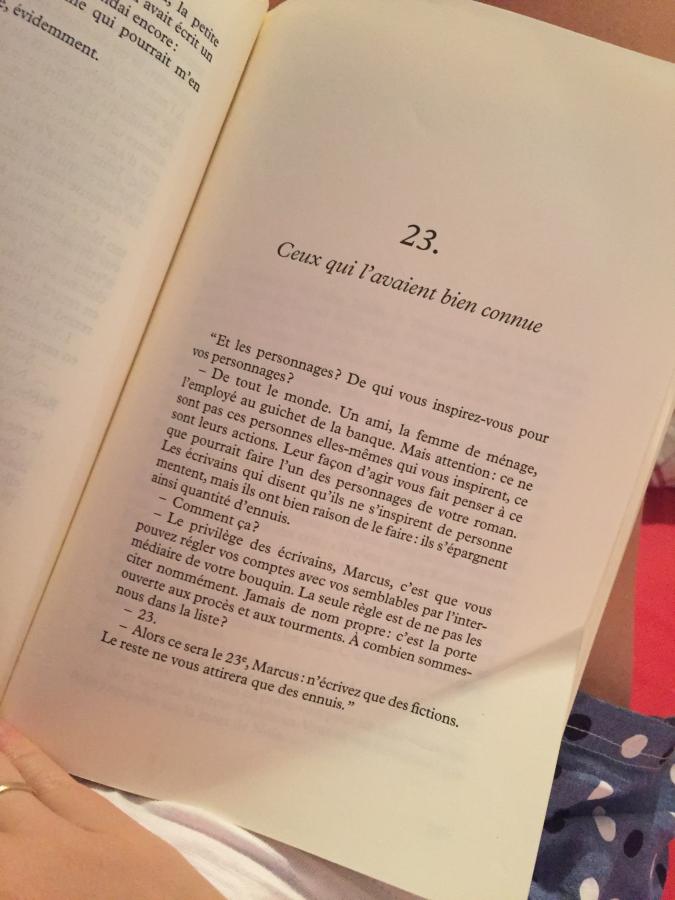 , la petite
avait écrit un
ndai encore :
ne qui pourrait m'en
, évidemment.
23.
Ceux qui l'avaient bien connue
“Et les personnages ? De qui vous inspirez-vous pour
vos personnages ?
– De tout le monde. Un ami, la femme de ménage,
l'employé au guichet de la banque. Mais attention : ce ne
sont pas ces personnes elles-mêmes qui vous inspirent, ce
sont leurs actions. Leur façon d'agir vous fait penser à ce
que pourrait faire l'un des personnages de votre roman.
Les écrivains qui disent qu'ils ne s'inspirent de personne
mentent, mais ils ont bien raison de le faire : ils s'épargnent
ainsi quantité d'ennuis.
– Comment ça ?
– Le privilège des écrivains, Marcus, c'est que vous
pouvez régler vos comptes avec vos semblables par l'inter-
médiaire de votre bouquin. La seule règle est de ne pas les
citer nommément. Jamais de nom propre : c'est la porte
ouverte aux procès et aux tourments. À combien sommes-
nous dans la liste ?
– 23.
– Alors ce sera le 23e, Marcus : n'écrivez que des fictions.
Le reste ne vous attirera que des ennuis.”